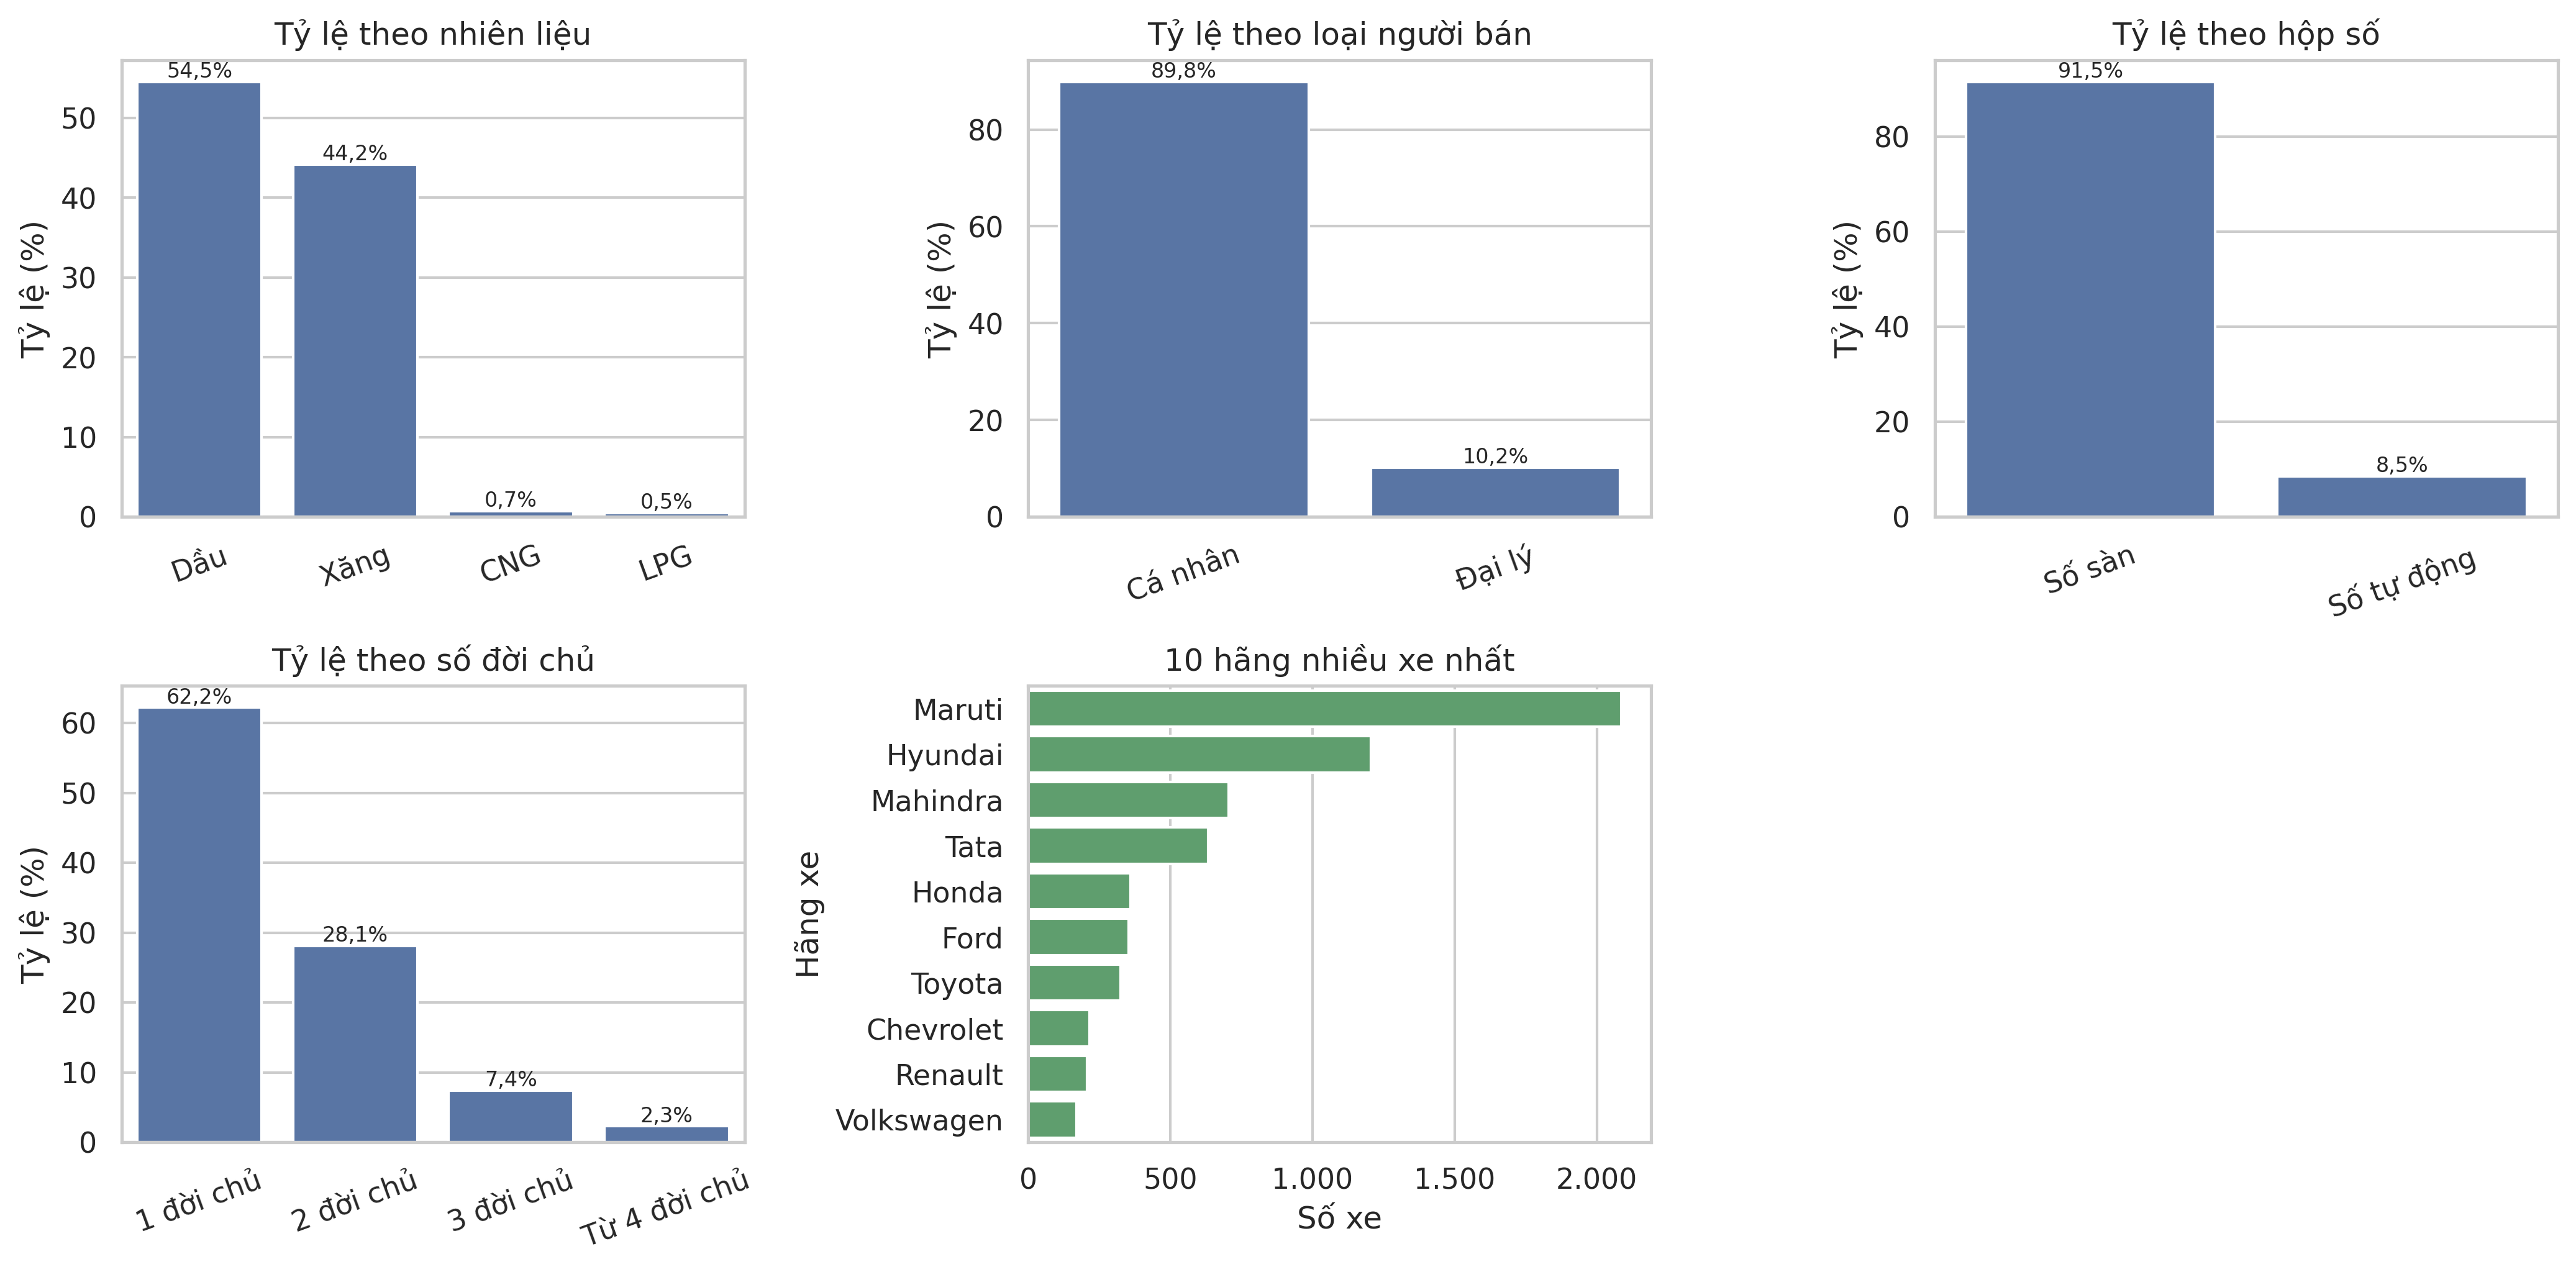 Tỷ lệ theo nhiên liệu
Tỷ lệ (%)
50
40
30
20
10
0
54,5%
44,2%
0,7%
0,5%
Dầu
Xăng
CNG
LPG
Tỷ lệ theo loại người bán
Tỷ lệ (%)
80
60
40
20
0
89,8%
10,2%
Cá nhân
Đại lý
Tỷ lệ theo hộp số
Tỷ lệ (%)
80
60
40
20
0
91,5%
8,5%
Số sàn
Số tự động
Tỷ lệ theo số đời chủ
Tỷ lệ (%)
60
50
40
30
20
10
0
62,2%
28,1%
7,4%
2,3%
1 đời chủ
2 đời chủ
3 đời chủ
Từ 4 đời chủ
10 hãng nhiều xe nhất
Hãng xe
Maruti
Hyundai
Mahindra
Tata
Honda
Ford
Toyota
Chevrolet
Renault
Volkswagen
0
500
1.000
1.500
2.000
Số xe